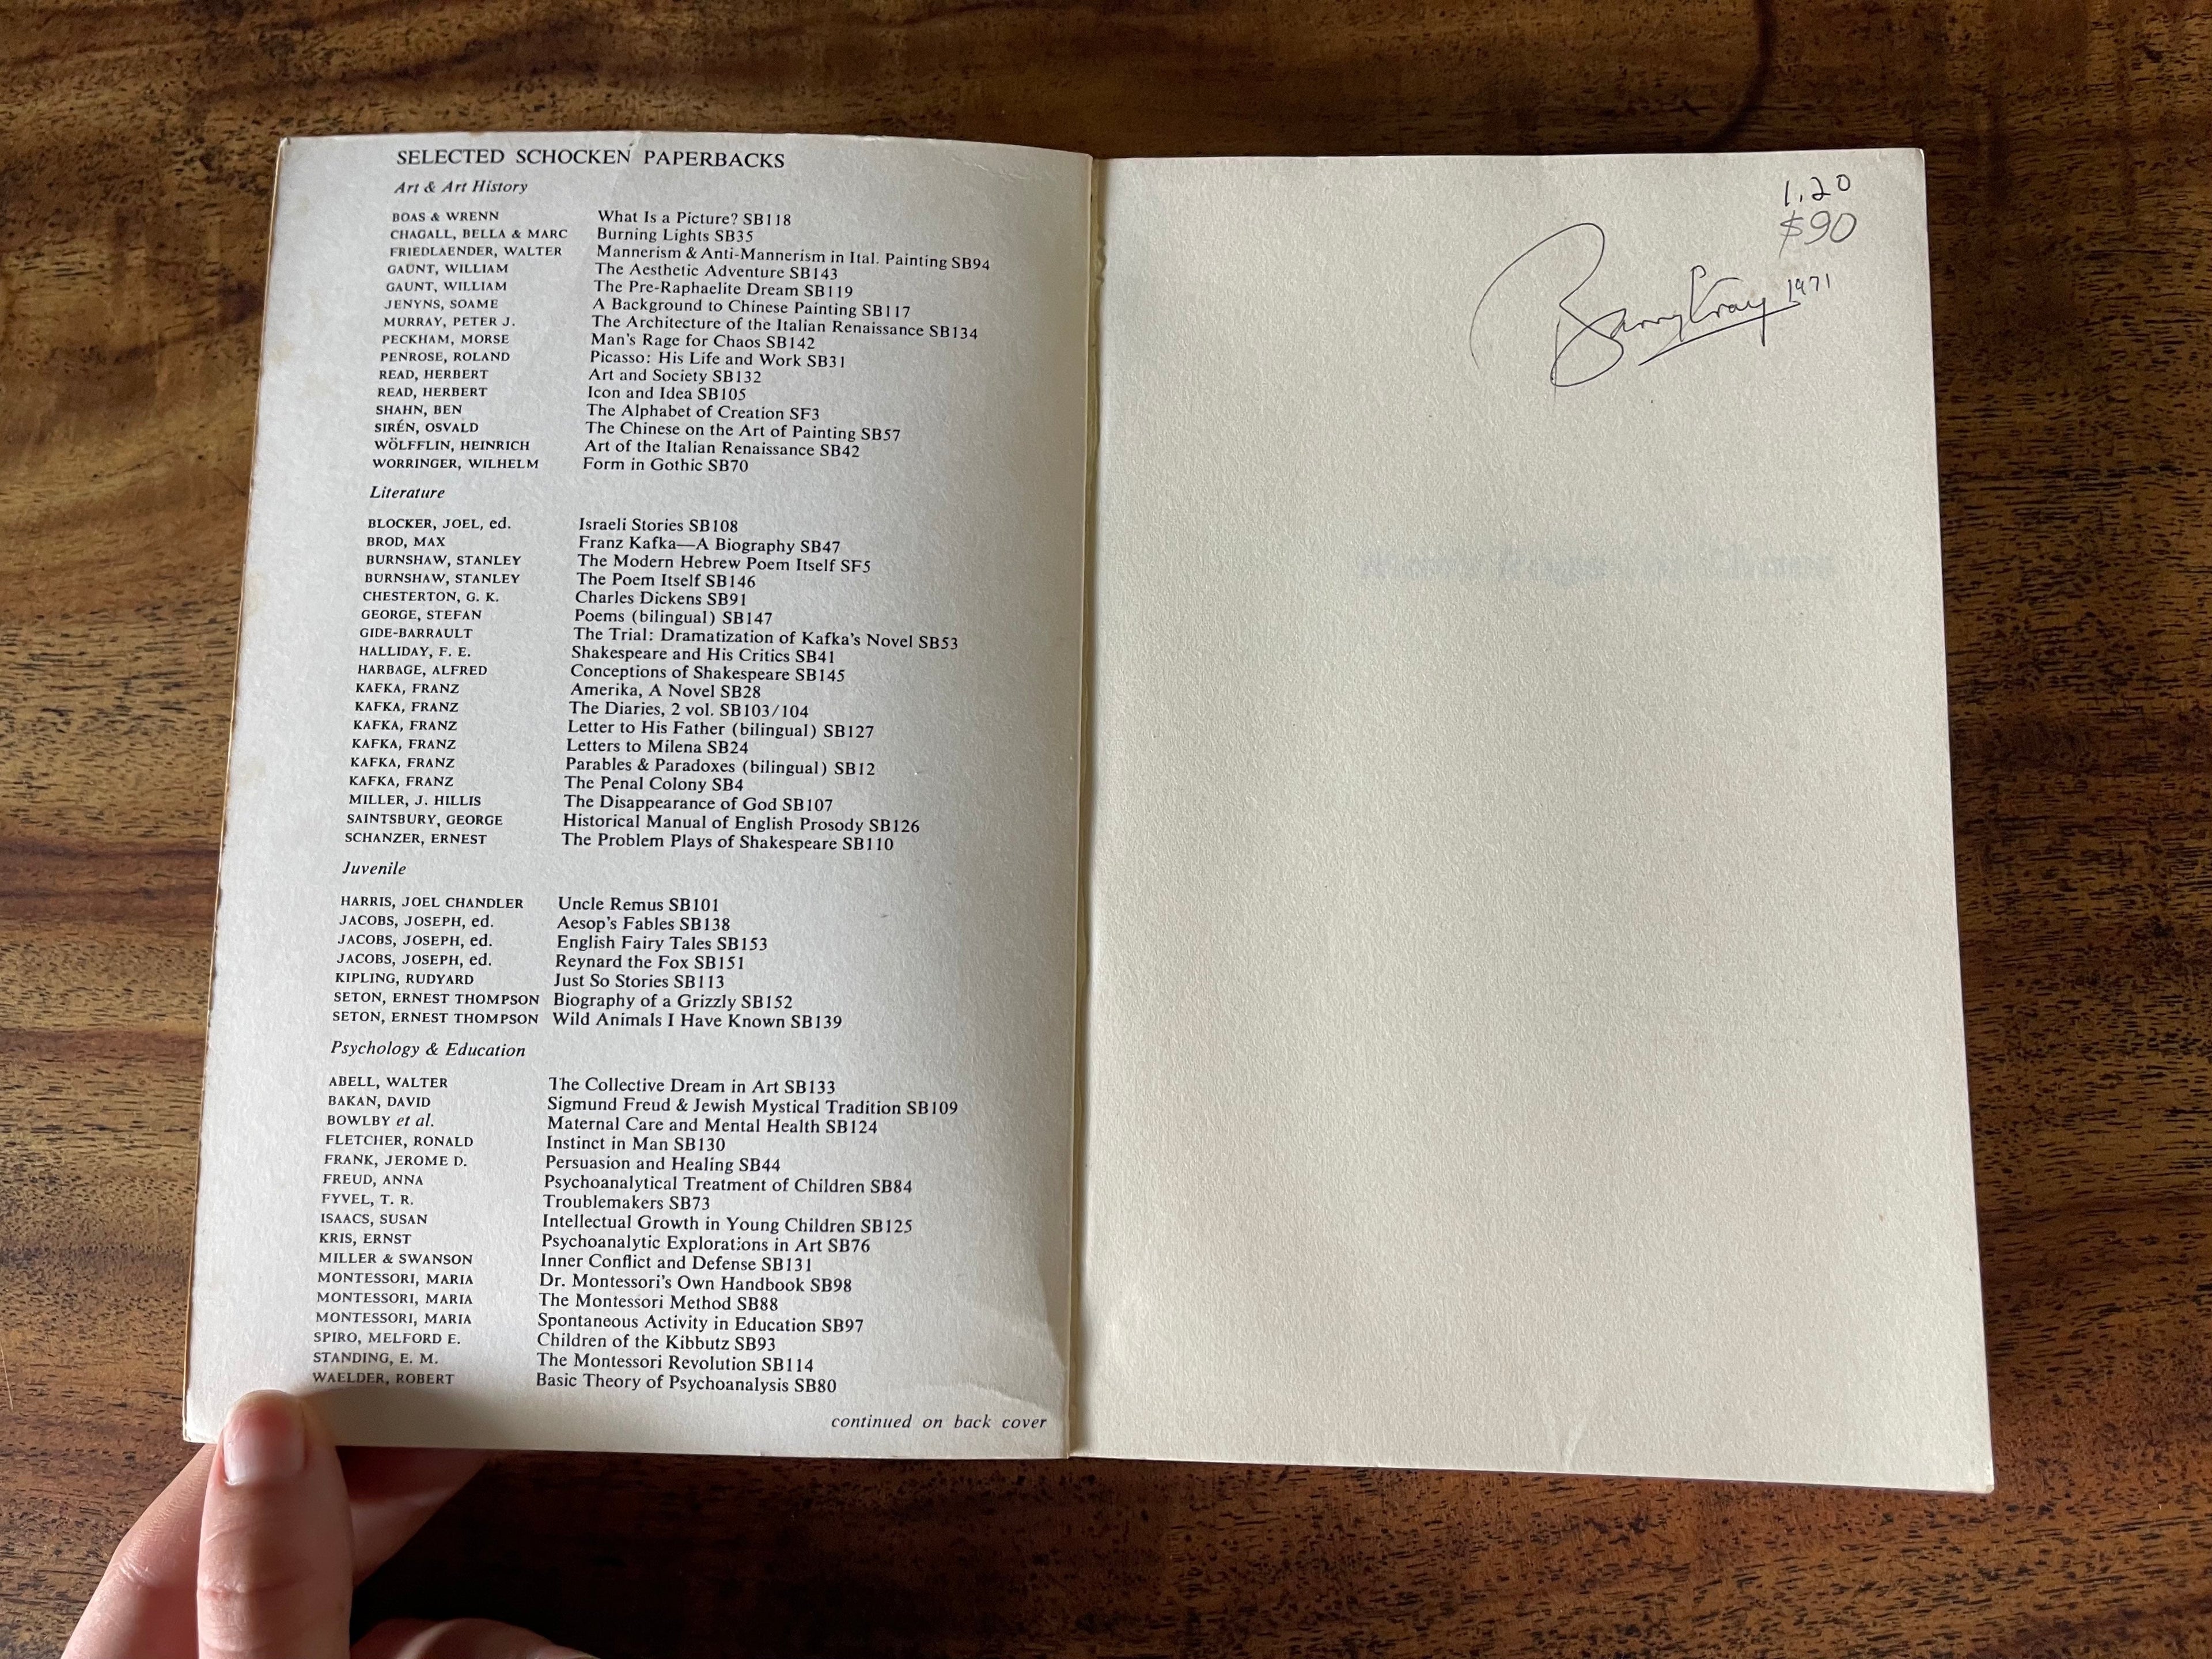 SELECTED SCHOCKEN PAPERBACKS
Art & Art History
BOAS & WRENN What Is a Picture? SB118
CHAGALL, BELLA & MARC Burning Lights SB35
FRIEDLAENDER, WALTER Mannerism & Anti-Mannerism in Ital. Painting SB94
GAUNT, WILLIAM The Aesthetic Adventure SB143
GAUNT, WILLIAM The Pre-Raphaelite Dream SB119
JENYNS, SOAME A Background to Chinese Painting SB117
MURRAY, PETER J. The Architecture of the Italian Renaissance SB134
PECKHAM, MORSE Man's Rage for Chaos SB142
PENROSE, ROLAND Picasso: His Life and Work SB31
READ, HERBERT Art and Society SB132
READ, HERBERT Icon and Idea SB105
SHAHN, BEN The Alphabet of Creation SF3
SIRÉN, OSVALD The Chinese on the Art of Painting SB57
WÖLFFLIN, HEINRICH Art of the Italian Renaissance SB42
WORRINGER, WILHELM Form in Gothic SB70
Literature
BLOCKER, JOEL, ed. Israeli Stories SB108
BROD, MAX Franz Kafka—A Biography SB47
BURNSHAW, STANLEY The Modern Hebrew Poem Itself SF5
BURNSHAW, STANLEY The Poem Itself SB146
CHESTERTON, G. K. Charles Dickens SB91
GEORGE, STEFAN Poems (bilingual) SB147
GIDE-BARRAULT The Trial: Dramatization of Kafka's Novel SB53
HALLIDAY, F. E. Shakespeare and His Critics SB41
HARBAGE, ALFRED Conceptions of Shakespeare SB145
KAFKA, FRANZ Amerika, A Novel SB28
KAFKA, FRANZ The Diaries, 2 vol. SB103/104
KAFKA, FRANZ Letter to His Father (bilingual) SB127
KAFKA, FRANZ Letters to Milena SB24
KAFKA, FRANZ Parables & Paradoxes (bilingual) SB12
KAFKA, FRANZ The Penal Colony SB4
MILLER, J. HILLIS The Disappearance of God SB107
SAINTSBURY, GEORGE Historical Manual of English Prosody SB126
SCHANZER, ERNEST The Problem Plays of Shakespeare SB110
Juvenile
HARRIS, JOEL CHANDLER Uncle Remus SB101
JACOBS, JOSEPH, ed. Aesop's Fables SB138
JACOBS, JOSEPH, ed. English Fairy Tales SB153
JACOBS, JOSEPH, ed. Reynard the Fox SB151
KIPLING, RUDYARD Just So Stories SB113
SETON, ERNEST THOMPSON Biography of a Grizzly SB152
SETON, ERNEST THOMPSON Wild Animals I Have Known SB139
Psychology & Education
ABELL, WALTER The Collective Dream in Art SB133
BAKAN, DAVID Sigmund Freud & Jewish Mystical Tradition SB109
BOWLBY et al. Maternal Care and Mental Health SB124
FLETCHER, RONALD Instinct in Man SB130
FRANK, JEROME D. Persuasion and Healing SB44
FREUD, ANNA Psychoanalytical Treatment of Children SB84
FYVEL, T. R. Troublemakers SB73
ISAACS, SUSAN Intellectual Growth in Young Children SB125
KRIS, ERNST Psychoanalytic Explorations in Art SB76
MILLER & SWANSON Inner Conflict and Defense SB131
MONTESSORI, MARIA Dr. Montessori's Own Handbook SB98
MONTESSORI, MARIA The Montessori Method SB88
MONTESSORI, MARIA Spontaneous Activity in Education SB97
SPIRO, MELFORD E. Children of the Kibbutz SB93
STANDING, E. M. The Montessori Revolution SB114
WAELDER, ROBERT Basic Theory of Psychoanalysis SB80
continued on back cover
1.20
$90
Barry 1971